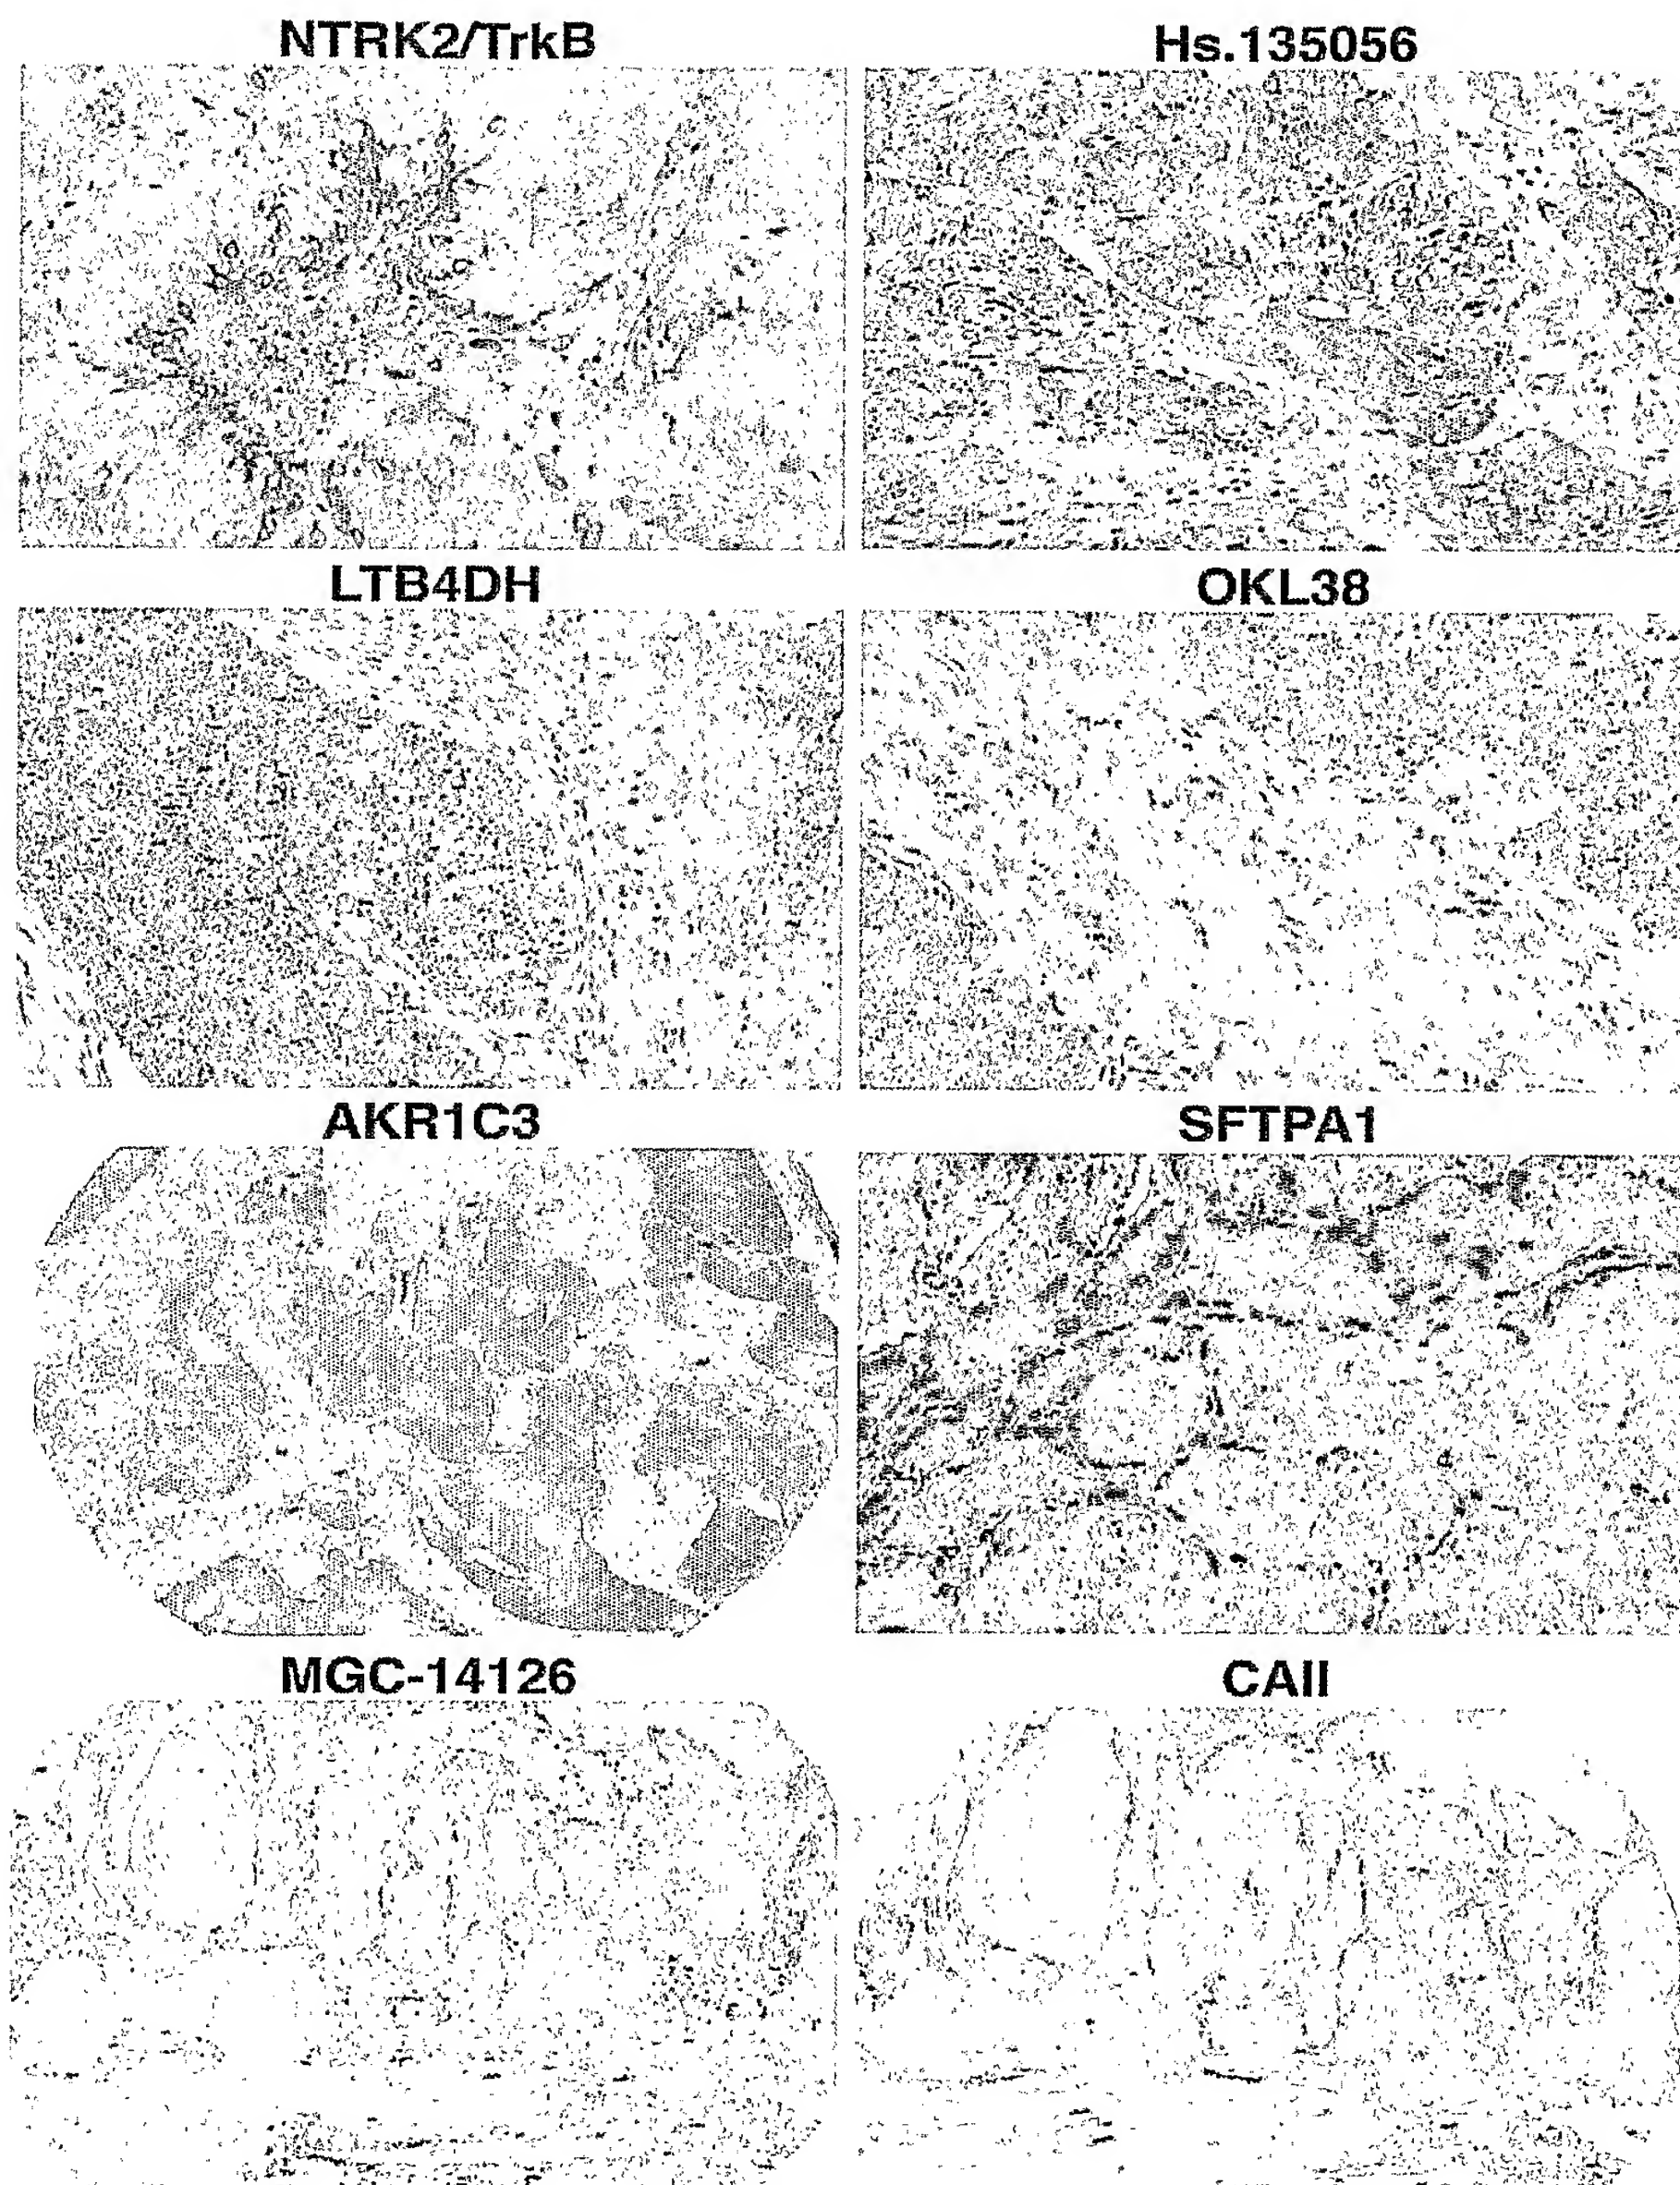 NTRK2/TrkB
Hs.135056
LTB4DH
OKL38
AKR1C3
SFTPA1
MGC-14126
CAII